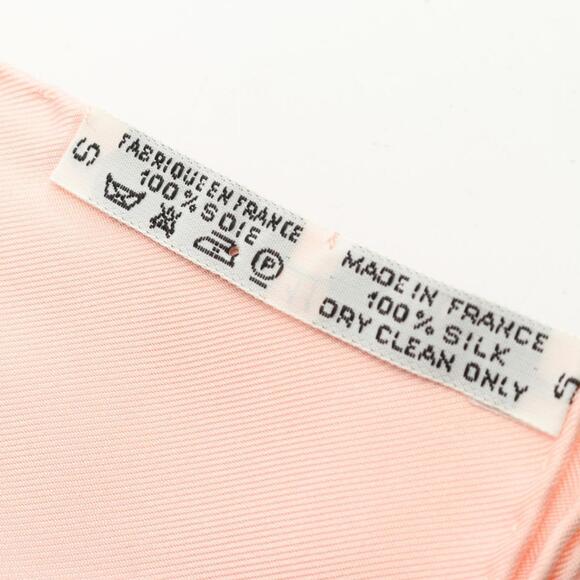 S
FABRIQUE EN FRANCE
100% SOIE
P
MADE IN FRANCE
100% SILK
DRY CLEAN ONLY